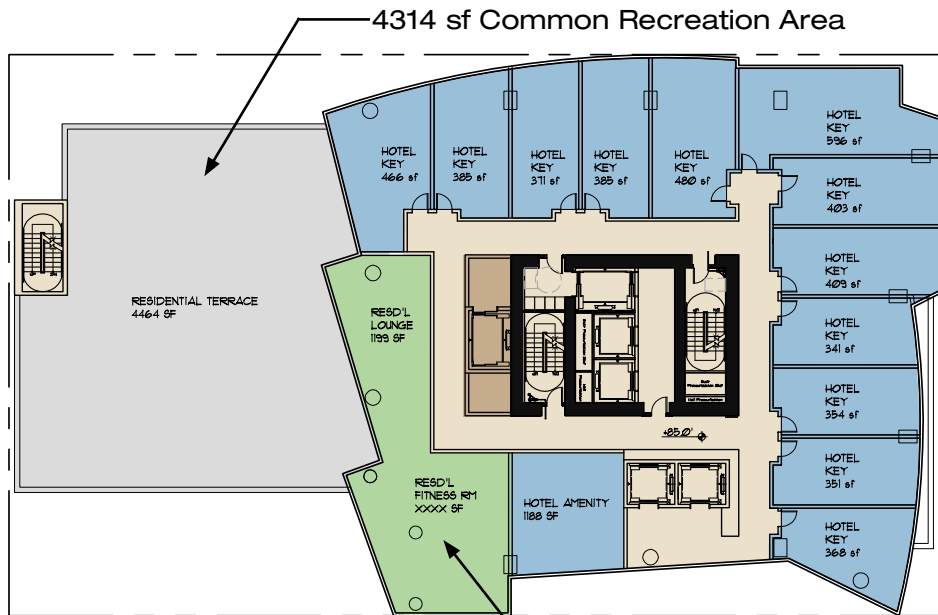 4314 sf Common Recreation Area
HOTEL
KEY
466 sf
HOTEL
KEY
385 sf
HOTEL
KEY
371 sf
HOTEL
KEY
385 sf
HOTEL
KEY
480 sf
HOTEL
KEY
596 sf
HOTEL
KEY
403 sf
HOTEL
KEY
409 sf
HOTEL
KEY
341 sf
HOTEL
KEY
354 sf
HOTEL
KEY
351 sf
HOTEL
KEY
368 sf
RESIDENTIAL TERRACE
4464 SF
RESD'L
LOUNGE
1199 SF
RESD'L
FITNESS RM
XXXX SF
HOTEL AMENITY
1188 SF
+85.0'